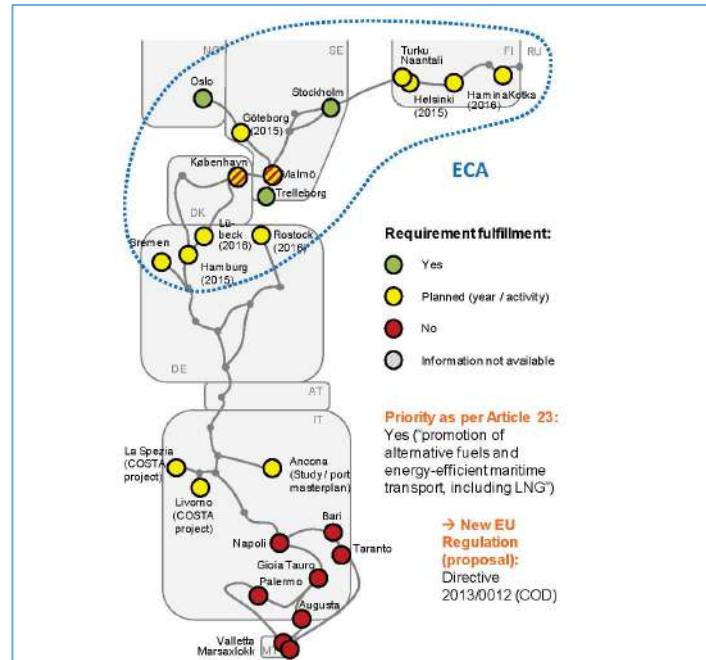 NO
SE
Turku
Naantali
FI
RU
Oslo
Stockholm
Göteborg
(2015)
Helsinki
(2015)
HaminaKotka
(2016)
København
Malmö
ECA
Trelleborg
DK
Lü-
beck
(2016)
Rostock
(2016)
Bremen
Hamburg
(2015)
DE
AT
IT
Requirement fulfillment:
Yes
Planned (year / activity)
No
Information not available
Priority as per Article 23:
Yes (“promotion of
alternative fuels and
energy-efficient maritime
transport, including LNG”)
→ New EU
Regulation
(proposal):
Directive
2013/0012 (COD)
La Spezia
(COSTA
project)
Livorno
(COSTA
project)
Ancona
(Study / port
masterplan)
Bari
Napoli
Taranto
Gioia Tauro
Palermo
Augusta
Valletta
Marsaxlokk
MT